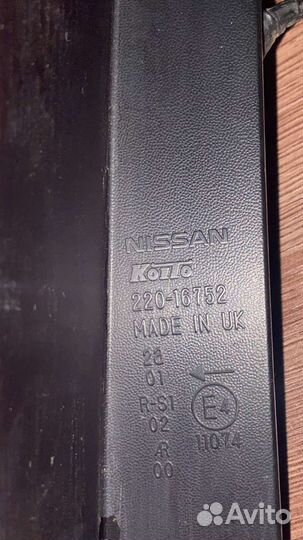 NISSAN
KOITO
220-16752
MADE IN UK
28
01
R-S1
02
E4
11074
R
00
Avito